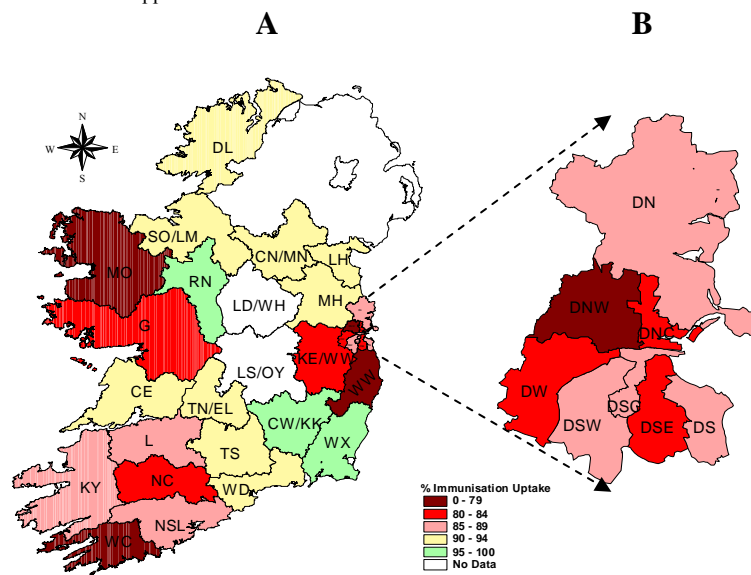 A B
N
W E
S
DL
SO/LM
CN/MN
LH
MO
RN
LD/WH
MH
G
KE/WW
LS/OY
WW
CE
TN/EL
CW/KK
L
TS
WX
KY
NC
WD
NSL
WC
DN
DNW
DNC
DW
DSC
DSW
DSE
DS
% Immunisation Uptake
0 - 79
80 - 84
85 - 89
90 - 94
95 - 100
No Data